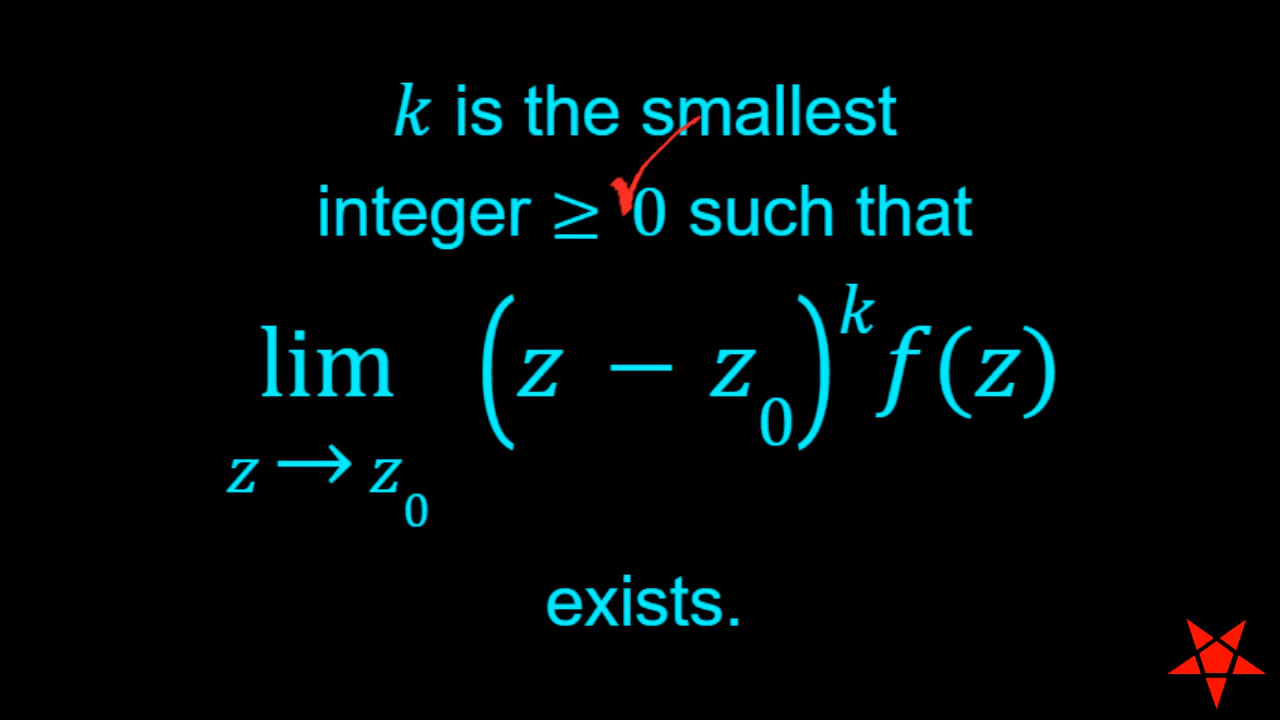 k is the smallest
integer ≥ 0 such that
lim (z − z₀)ᵏ f(z)
z → z₀
exists.